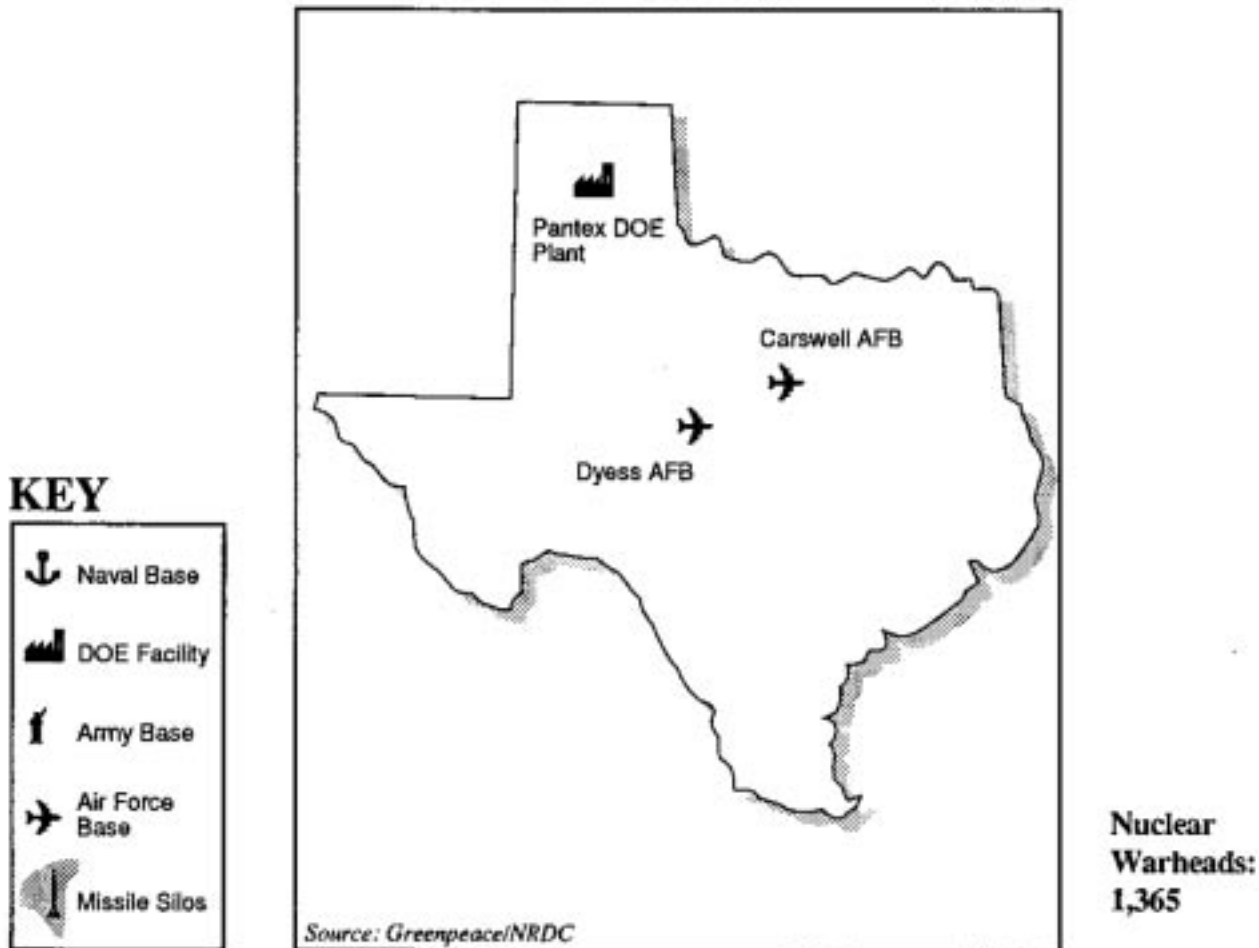 Pantex DOE
Plant
Carswell AFB
Dyess AFB
KEY
Naval Base
DOE Facility
Army Base
Air Force
Base
Missile Silos
Source: Greenpeace/NRDC
Nuclear
Warheads:
1,365